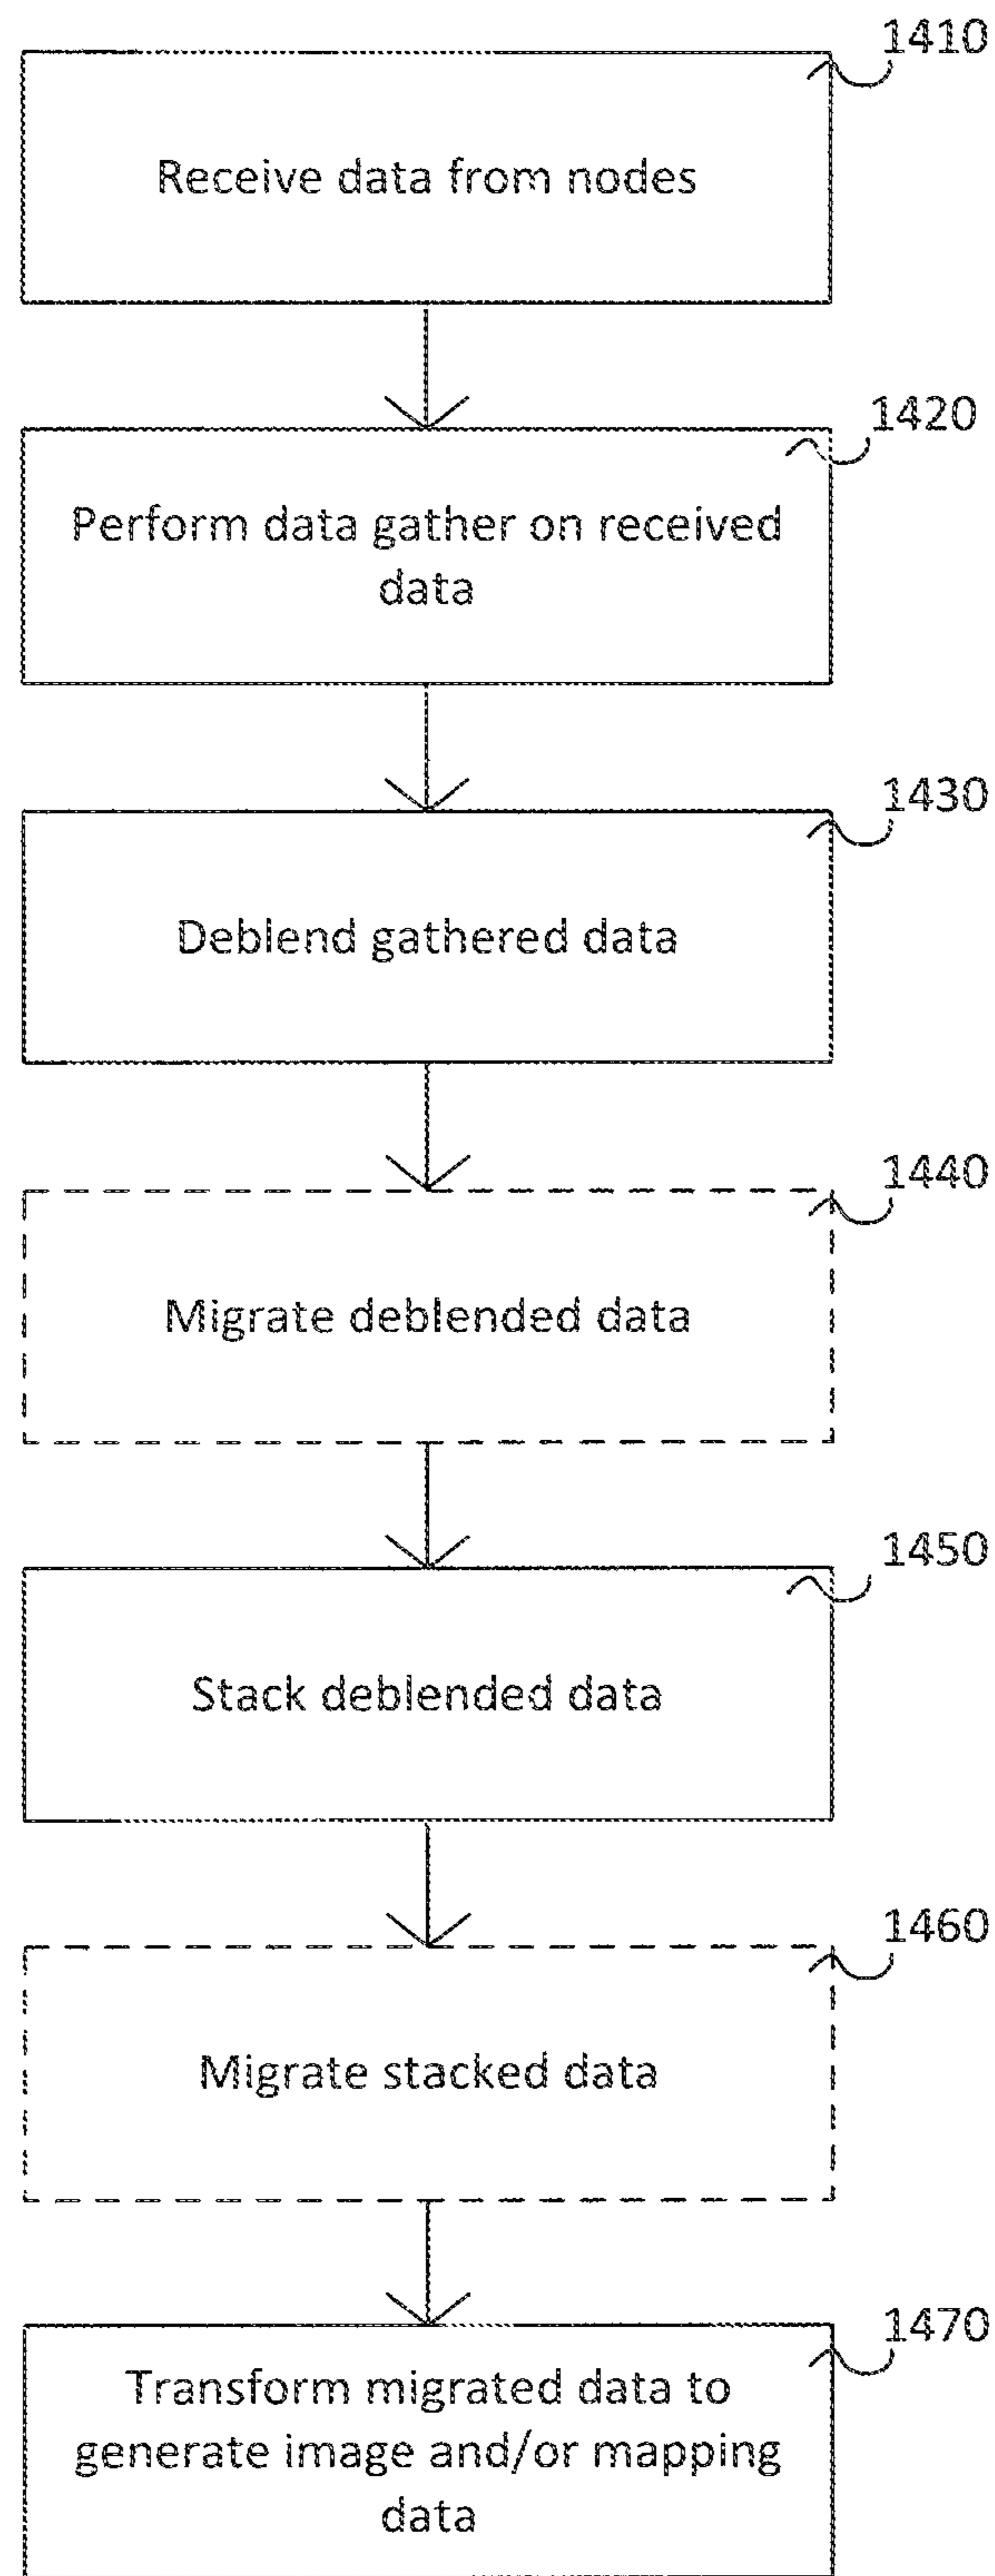 1410
Receive data from nodes
1420
Perform data gather on received
data
1430
Deblend gathered data
1440
Migrate deblended data
1450
Stack deblended data
1460
Migrate stacked data
1470
Transform migrated data to
generate image and/or mapping
data